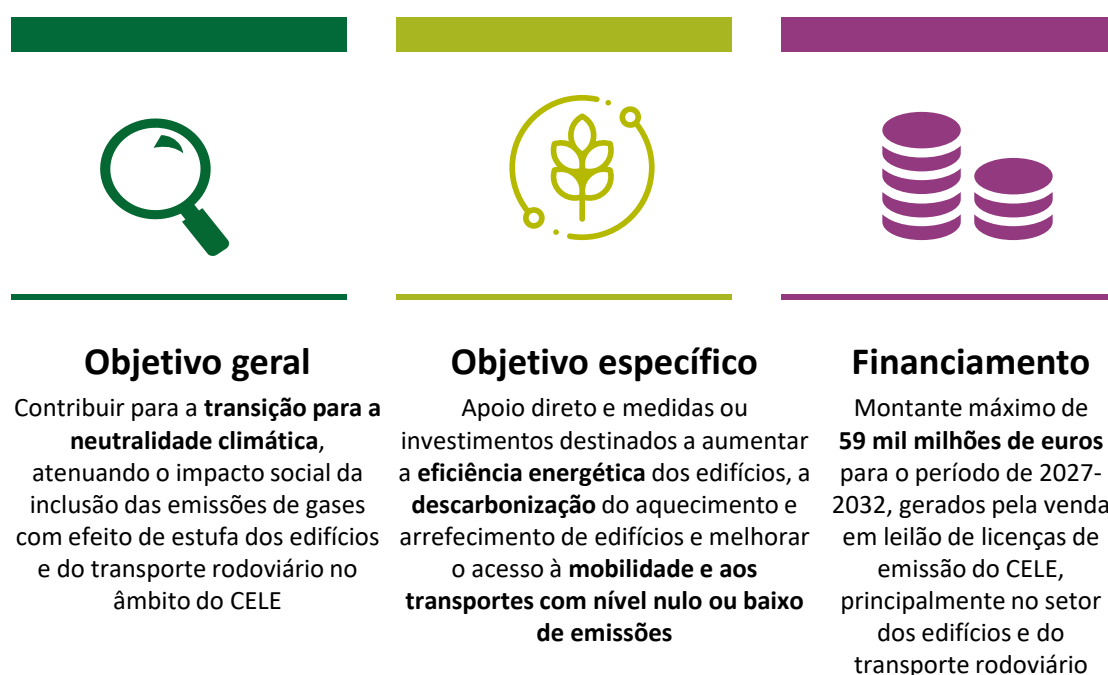 Objetivo geral
Contribuir para a transição para a
neutralidade climática,
atenuando o impacto social da
inclusão das emissões de gases
com efeito de estufa dos edifícios
e do transporte rodoviário no
âmbito do CELE
Objetivo específico
Apoio direto e medidas ou
investimentos destinados a aumentar
a eficiência energética dos edifícios, a
descarbonização do aquecimento e
arrefecimento de edifícios e melhorar
o acesso à mobilidade e aos
transportes com nível nulo ou baixo
de emissões
Financiamento
Montante máximo de
59 mil milhões de euros
para o período de 2027-
2032, gerados pela venda
em leilão de licenças de
emissão do CELE,
principalmente no setor
dos edifícios e do
transporte rodoviário